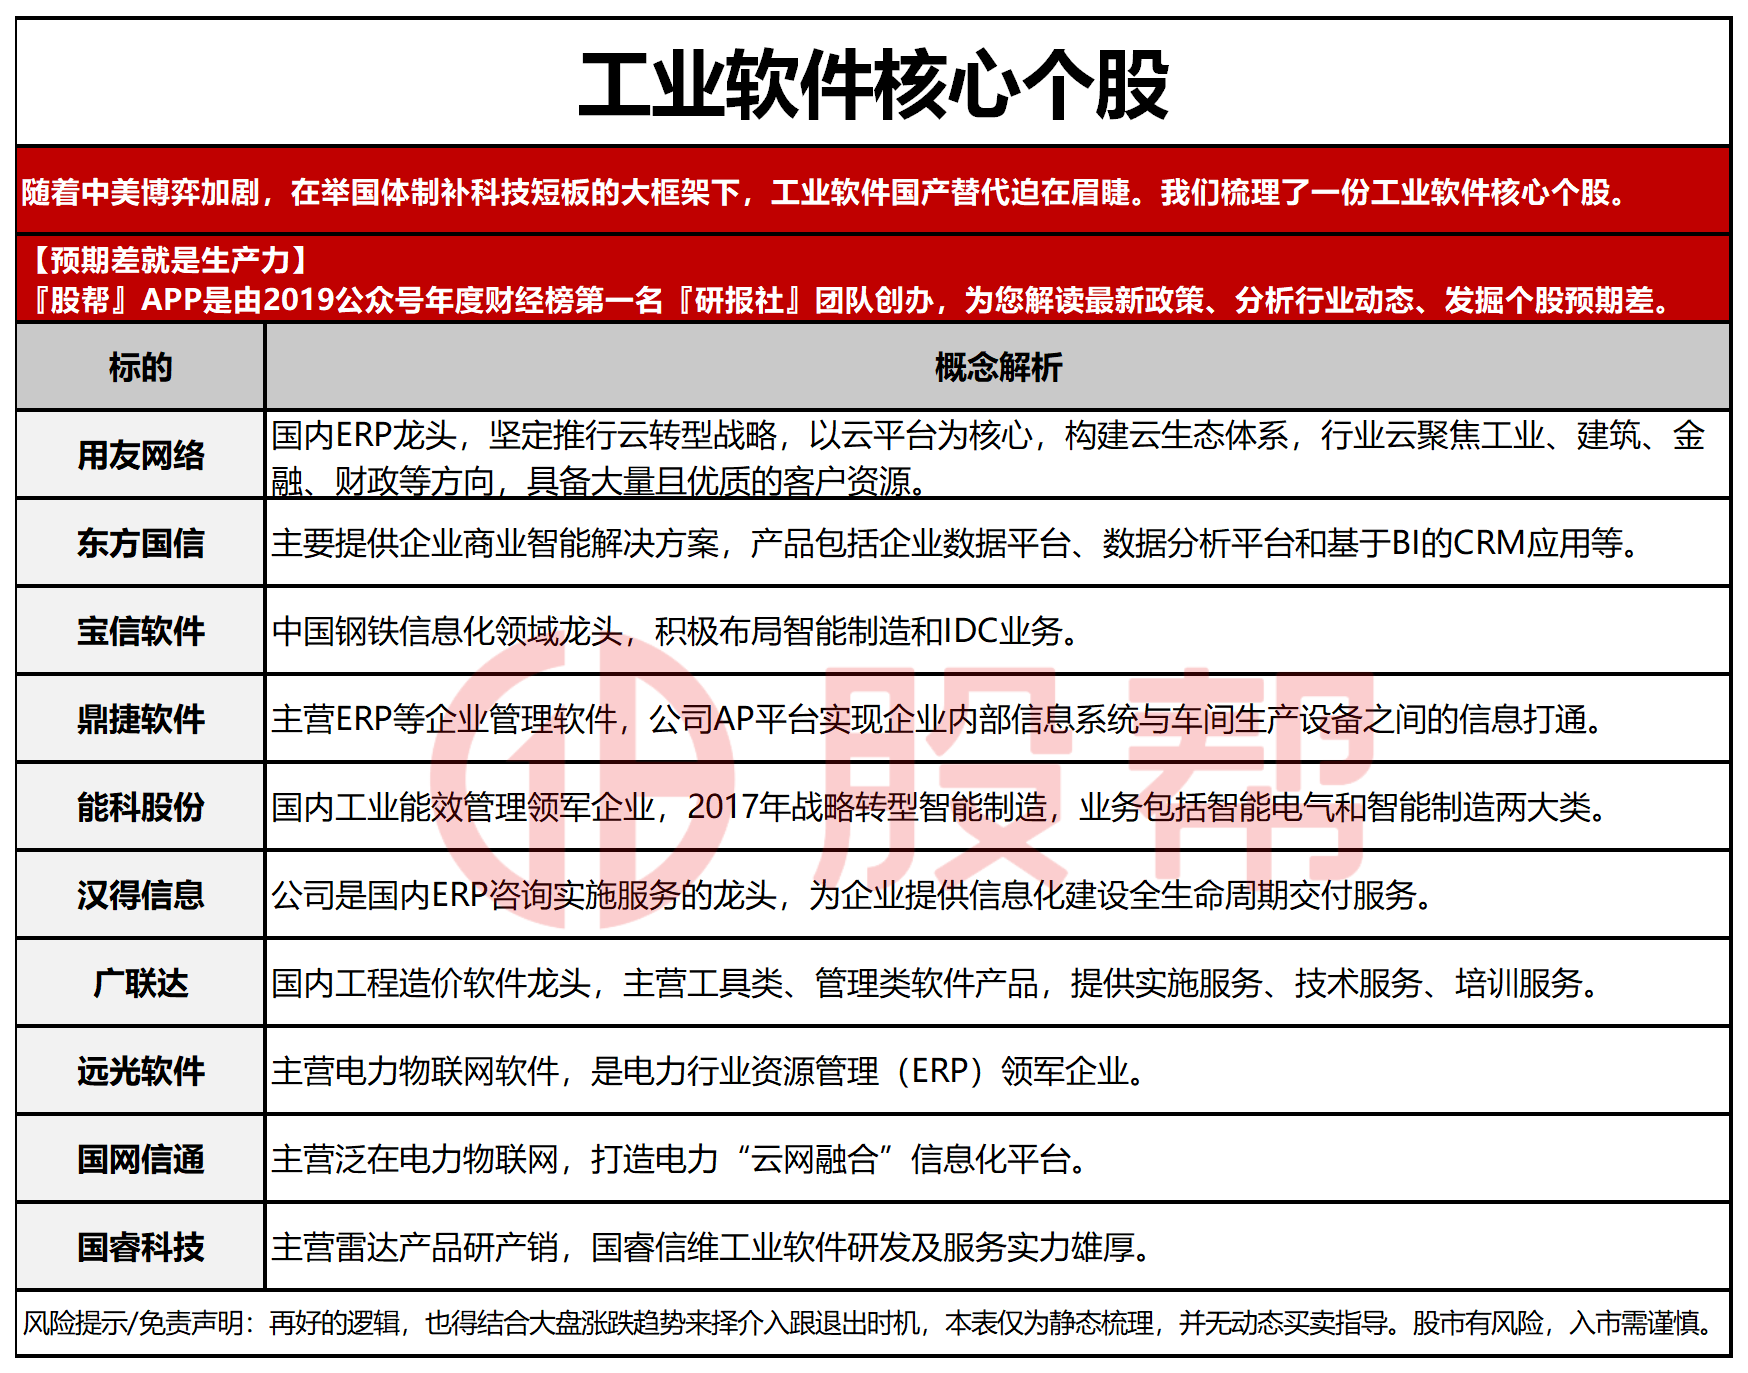 工业软件核心个股
随着中美博弈加剧，在举国体制补科技短板的大框架下，工业软件国产替代迫在眉睫。我们梳理了一份工业软件核心个股。
【预期差就是生产力】
『股帮』APP是由2019公众号年度财经榜第一名『研报社』团队创办，为您解读最新政策、分析行业动态、发掘个股预期差。
标的 概念解析
用友网络 国内ERP龙头，坚定推行云转型战略，以云平台为核心，构建云生态体系，行业云聚焦工业、建筑、金
融、财政等方向，具备大量且优质的客户资源。
东方国信 主要提供企业商业智能解决方案，产品包括企业数据平台、数据分析平台和基于BI的CRM应用等。
宝信软件 中国钢铁信息化领域龙头，积极布局智能制造和IDC业务。
鼎捷软件 主营ERP等企业管理软件，公司AP平台实现企业内部信息系统与车间生产设备之间的信息打通。
能科股份 国内工业能效管理领军企业，2017年战略转型智能制造，业务包括智能电气和智能制造两大类。
汉得信息 公司是国内ERP咨询实施服务的龙头，为企业提供信息化建设全生命周期交付服务。
广联达 国内工程造价软件龙头，主营工具类、管理类软件产品，提供实施服务、技术服务、培训服务。
远光软件 主营电力物联网软件，是电力行业资源管理（ERP）领军企业。
国网信通 主营泛在电力物联网，打造电力“云网融合”信息化平台。
国睿科技 主营雷达产品研产销，国睿信维工业软件研发及服务实力雄厚。
风险提示/免责声明：再好的逻辑，也得结合大盘涨跌趋势来择介入跟退出时机，本表仅为静态梳理，并无动态买卖指导。股市有风险，入市需谨慎。
股帮